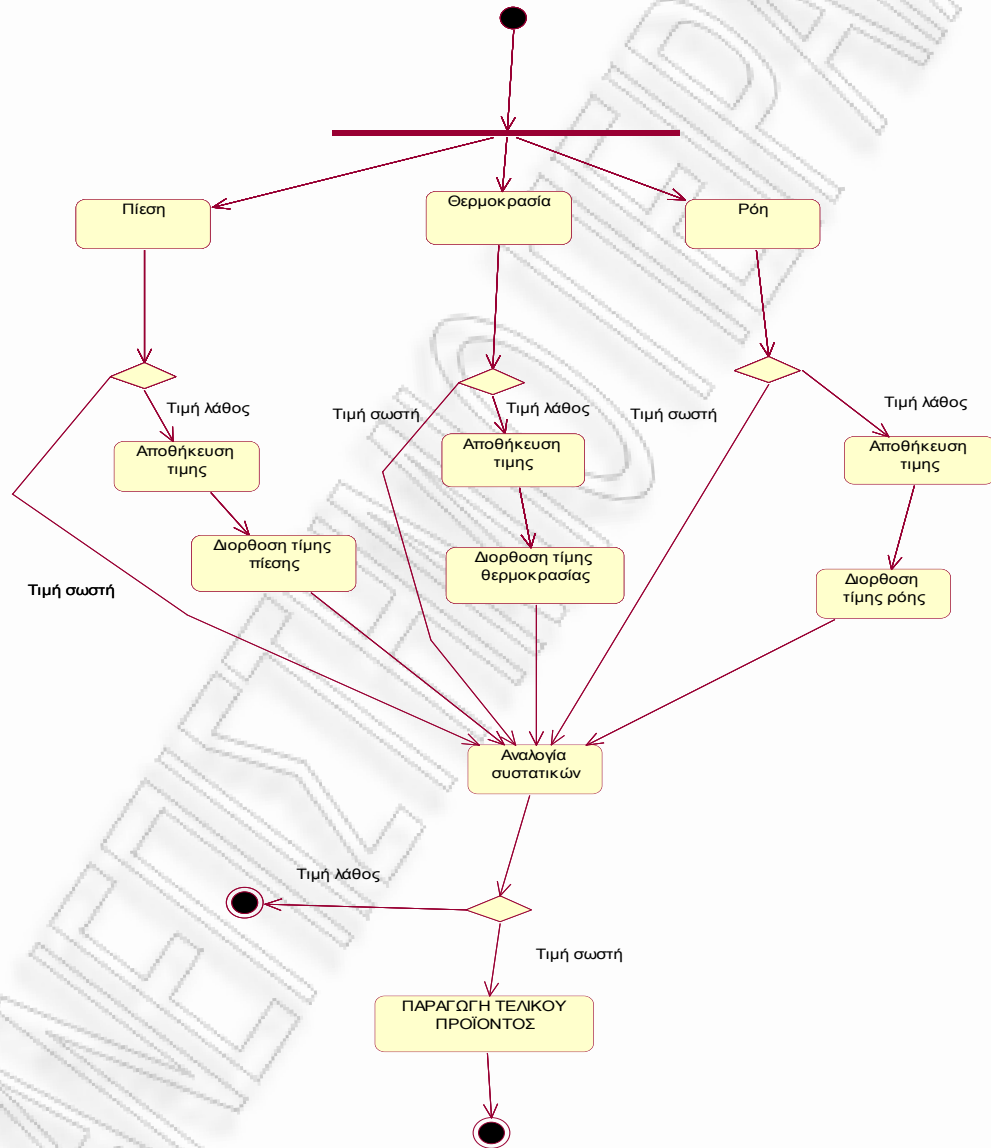 Πίεση
Θερμοκρασία
Ρόη
Τιμή λάθος
Τιμή σωστή
Τιμή λάθος
Τιμή σωστή
Τιμή λάθος
Αποθήκευση
τιμης
Αποθήκευση
τιμης
Αποθήκευση
τιμης
Διορθοση τίμης
πίεσης
Διορθοση τίμης
θερμοκρασίας
Διορθοση
τίμης ρόης
Τιμή σωστή
Αναλογία
συστατικών
Τιμή λάθος
Τιμή σωστή
ΠΑΡΑΓΩΓΗ ΤΕΛΙΚΟΥ
ΠΡΟΪΟΝΤΟΣ